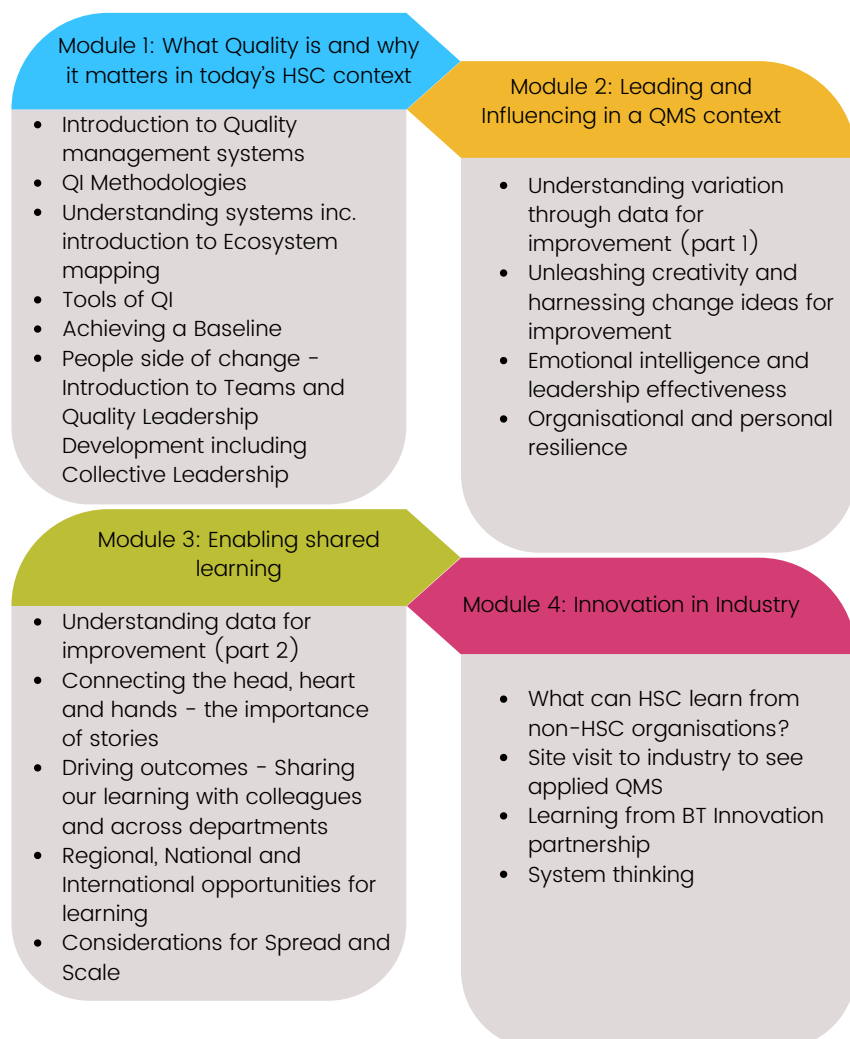 Module 1: What Quality is and why
it matters in today's HSC context
• Introduction to Quality
management systems
• QI Methodologies
• Understanding systems inc.
introduction to Ecosystem
mapping
• Tools of QI
• Achieving a Baseline
• People side of change -
Introduction to Teams and
Quality Leadership
Development including
Collective Leadership
Module 2: Leading and
Influencing in a QMS context
• Understanding variation
through data for
improvement (part 1)
• Unleashing creativity and
harnessing change ideas for
improvement
• Emotional intelligence and
leadership effectiveness
• Organisational and personal
resilience
Module 3: Enabling shared
learning
• Understanding data for
improvement (part 2)
• Connecting the head, heart
and hands - the importance
of stories
• Driving outcomes - Sharing
our learning with colleagues
and across departments
• Regional, National and
International opportunities for
learning
• Considerations for Spread and
Scale
Module 4: Innovation in Industry
• What can HSC learn from
non-HSC organisations?
• Site visit to industry to see
applied QMS
• Learning from BT Innovation
partnership
• System thinking